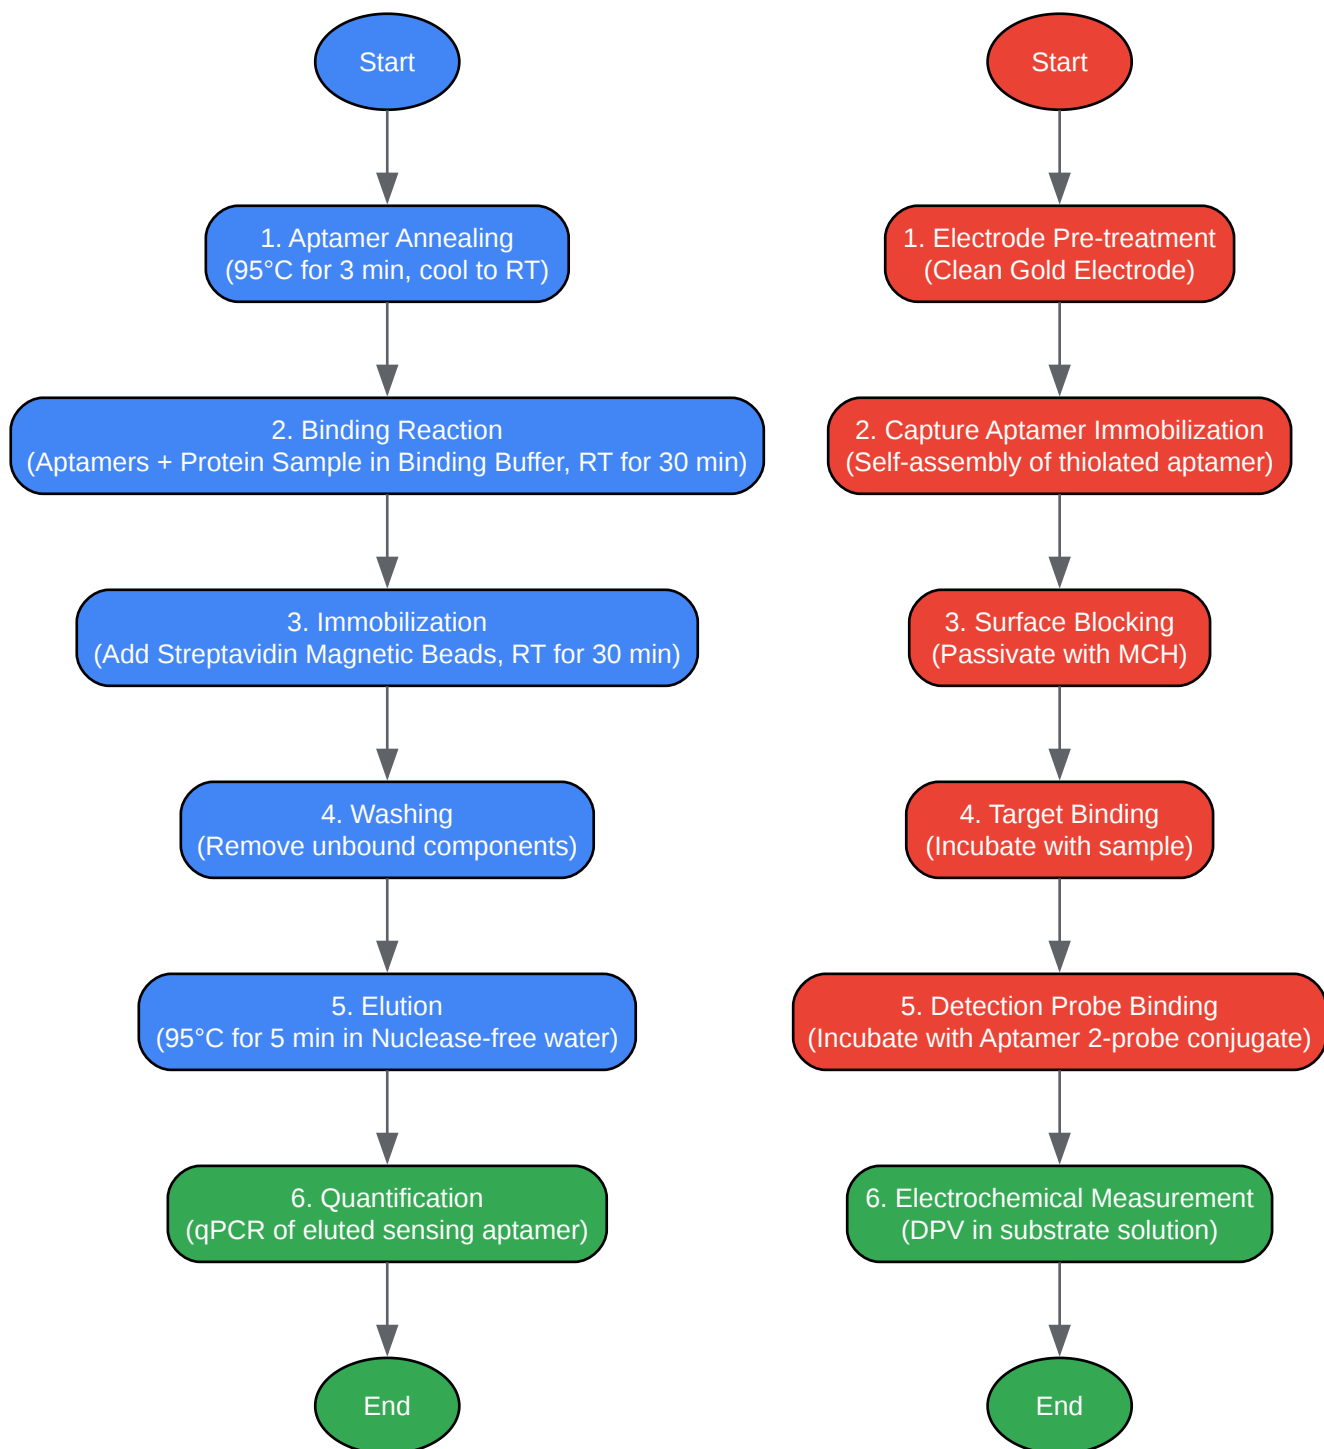 Start
1. Aptamer Annealing
(95°C for 3 min, cool to RT)
2. Binding Reaction
(Aptamers + Protein Sample in Binding Buffer, RT for 30 min)
3. Immobilization
(Add Streptavidin Magnetic Beads, RT for 30 min)
4. Washing
(Remove unbound components)
5. Elution
(95°C for 5 min in Nuclease-free water)
6. Quantification
(qPCR of eluted sensing aptamer)
End
Start
1. Electrode Pre-treatment
(Clean Gold Electrode)
2. Capture Aptamer Immobilization
(Self-assembly of thiolated aptamer)
3. Surface Blocking
(Passivate with MCH)
4. Target Binding
(Incubate with sample)
5. Detection Probe Binding
(Incubate with Aptamer 2-probe conjugate)
6. Electrochemical Measurement
(DPV in substrate solution)
End